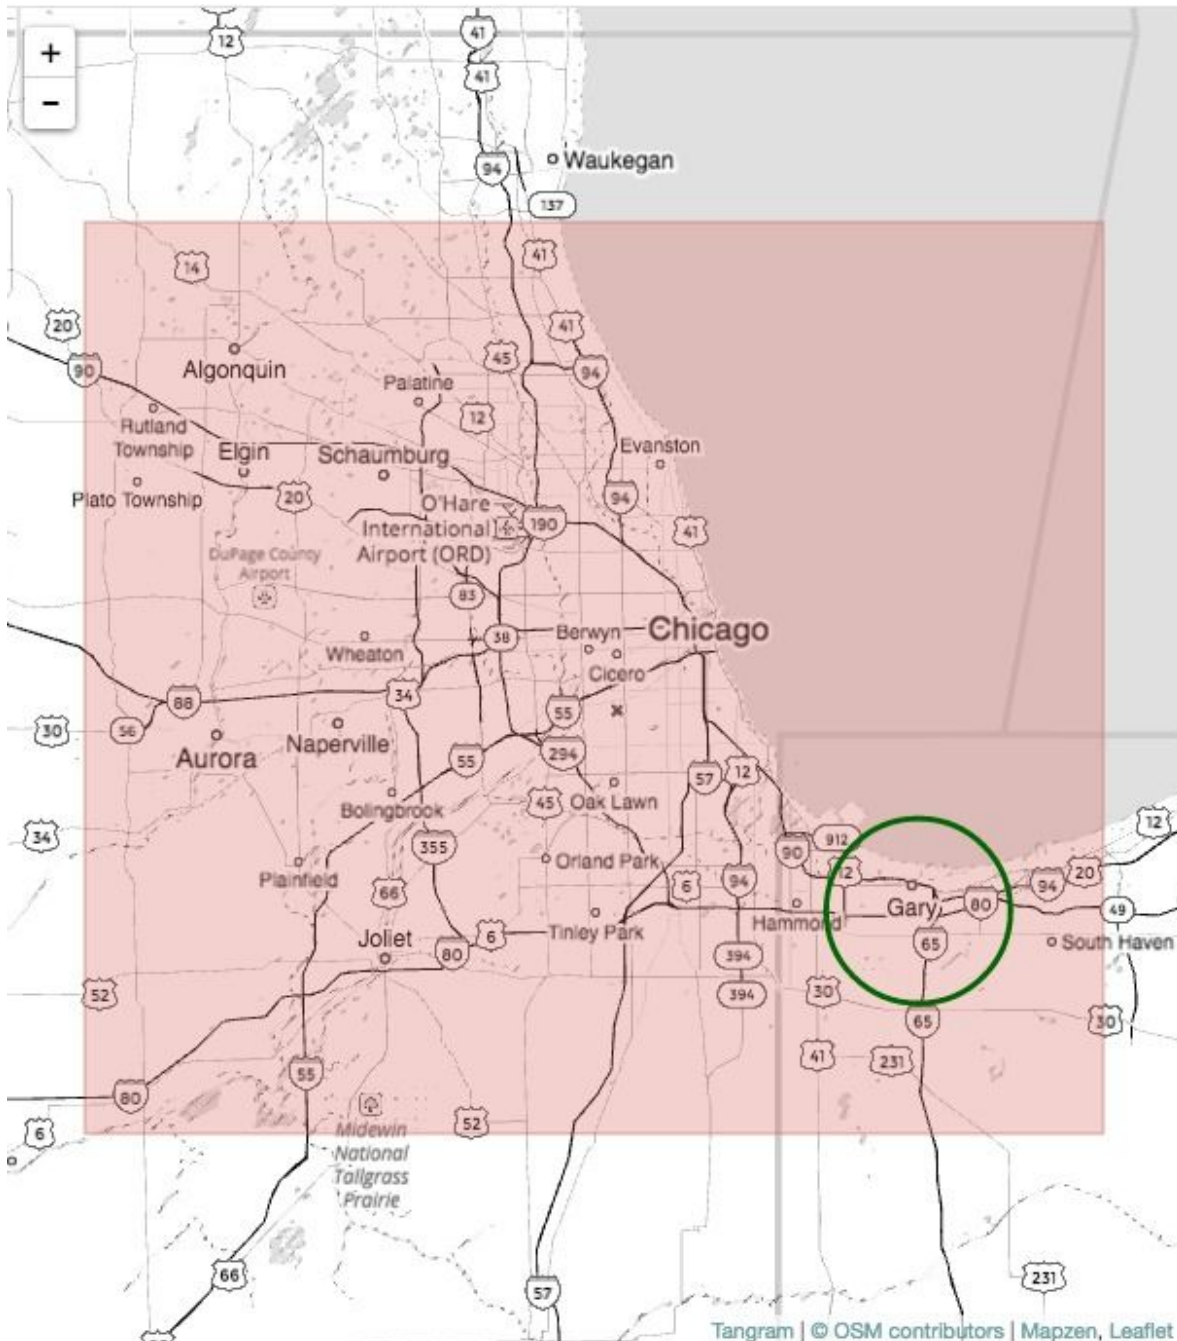 41
12
+
41
−
94
Waukegan
137
41
14
20
41
45
94
Algonquin
90
Palatine
12
Rutland
Township
Evanston
Elgin
Schaumburg
Plato Township
20
94
O'Hare
International
Airport (ORD)
190
41
DuPage County
Airport
83
38
Berwyn
Chicago
Wheaton
Cicero
34
88
55
30
56
Naperville
Aurora
55
294
57
12
Bolingbrook
45
Oak Lawn
34
355
912
12
90
Orland Park
12
20
Plainfield
66
6
94
94
Gary
80
49
Hammond
Tinley Park
Joliet
6
80
65
South Haven
394
52
30
394
65
30
41
231
55
80
52
6
Midewin
National
Tallgrass
Prairie
66
57
231
Tangram | © OSM contributors | Mapzen, Leaflet